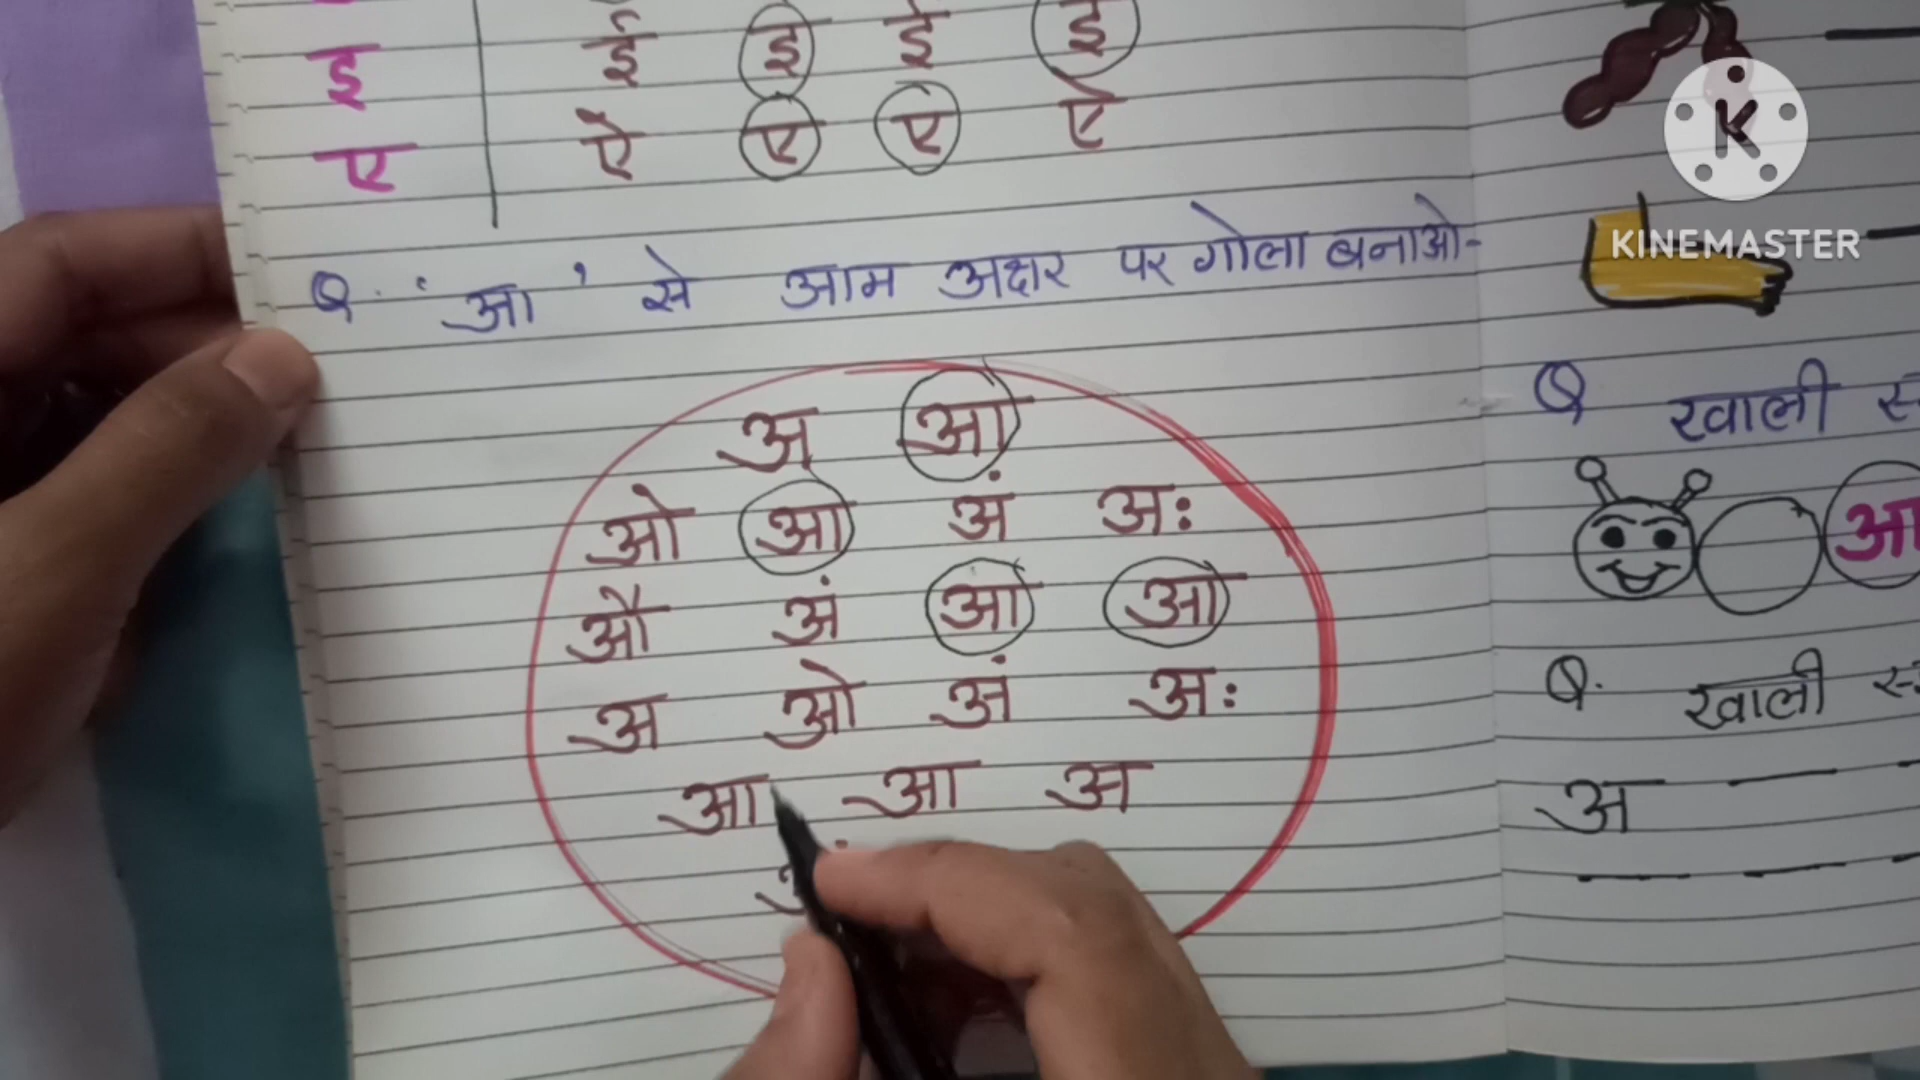 इ ई इ ई इ
ए ऐ ए ए ऐ
Q. 'आ' से आम अक्षर पर गोला बनाओ-
अ आ
ओ आ अं अः
औ अं आ आ
अ ओ अं अः
आ आ अ
Q खाली
आ
Q. खाली
अ
K
KINEMASTER